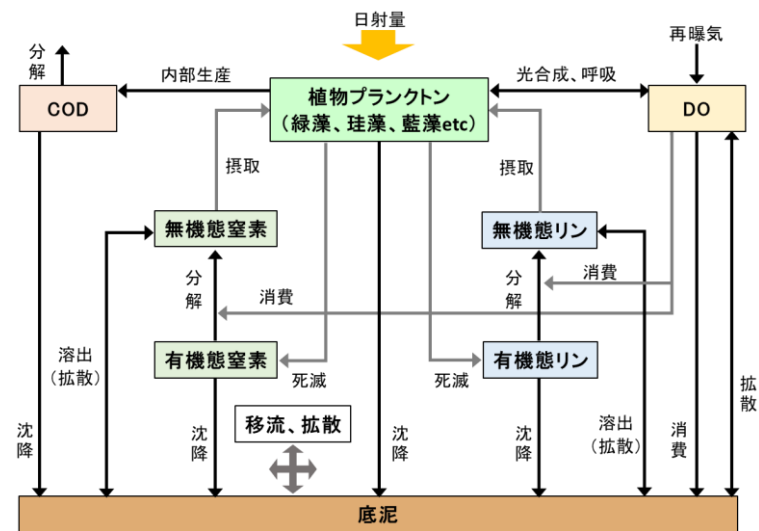 日射量
再曝気
分解
内部生産
光合成、呼吸
COD
植物プランクトン
（緑藻、珪藻、藍藻etc）
DO
摂取
摂取
無機態窒素
無機態リン
分解
消費
分解
消費
有機態窒素
有機態リン
死滅
死滅
溶出
（拡散）
移流、拡散
沈降
沈降
沈降
沈降
溶出
（拡散）
消費
拡散
底泥